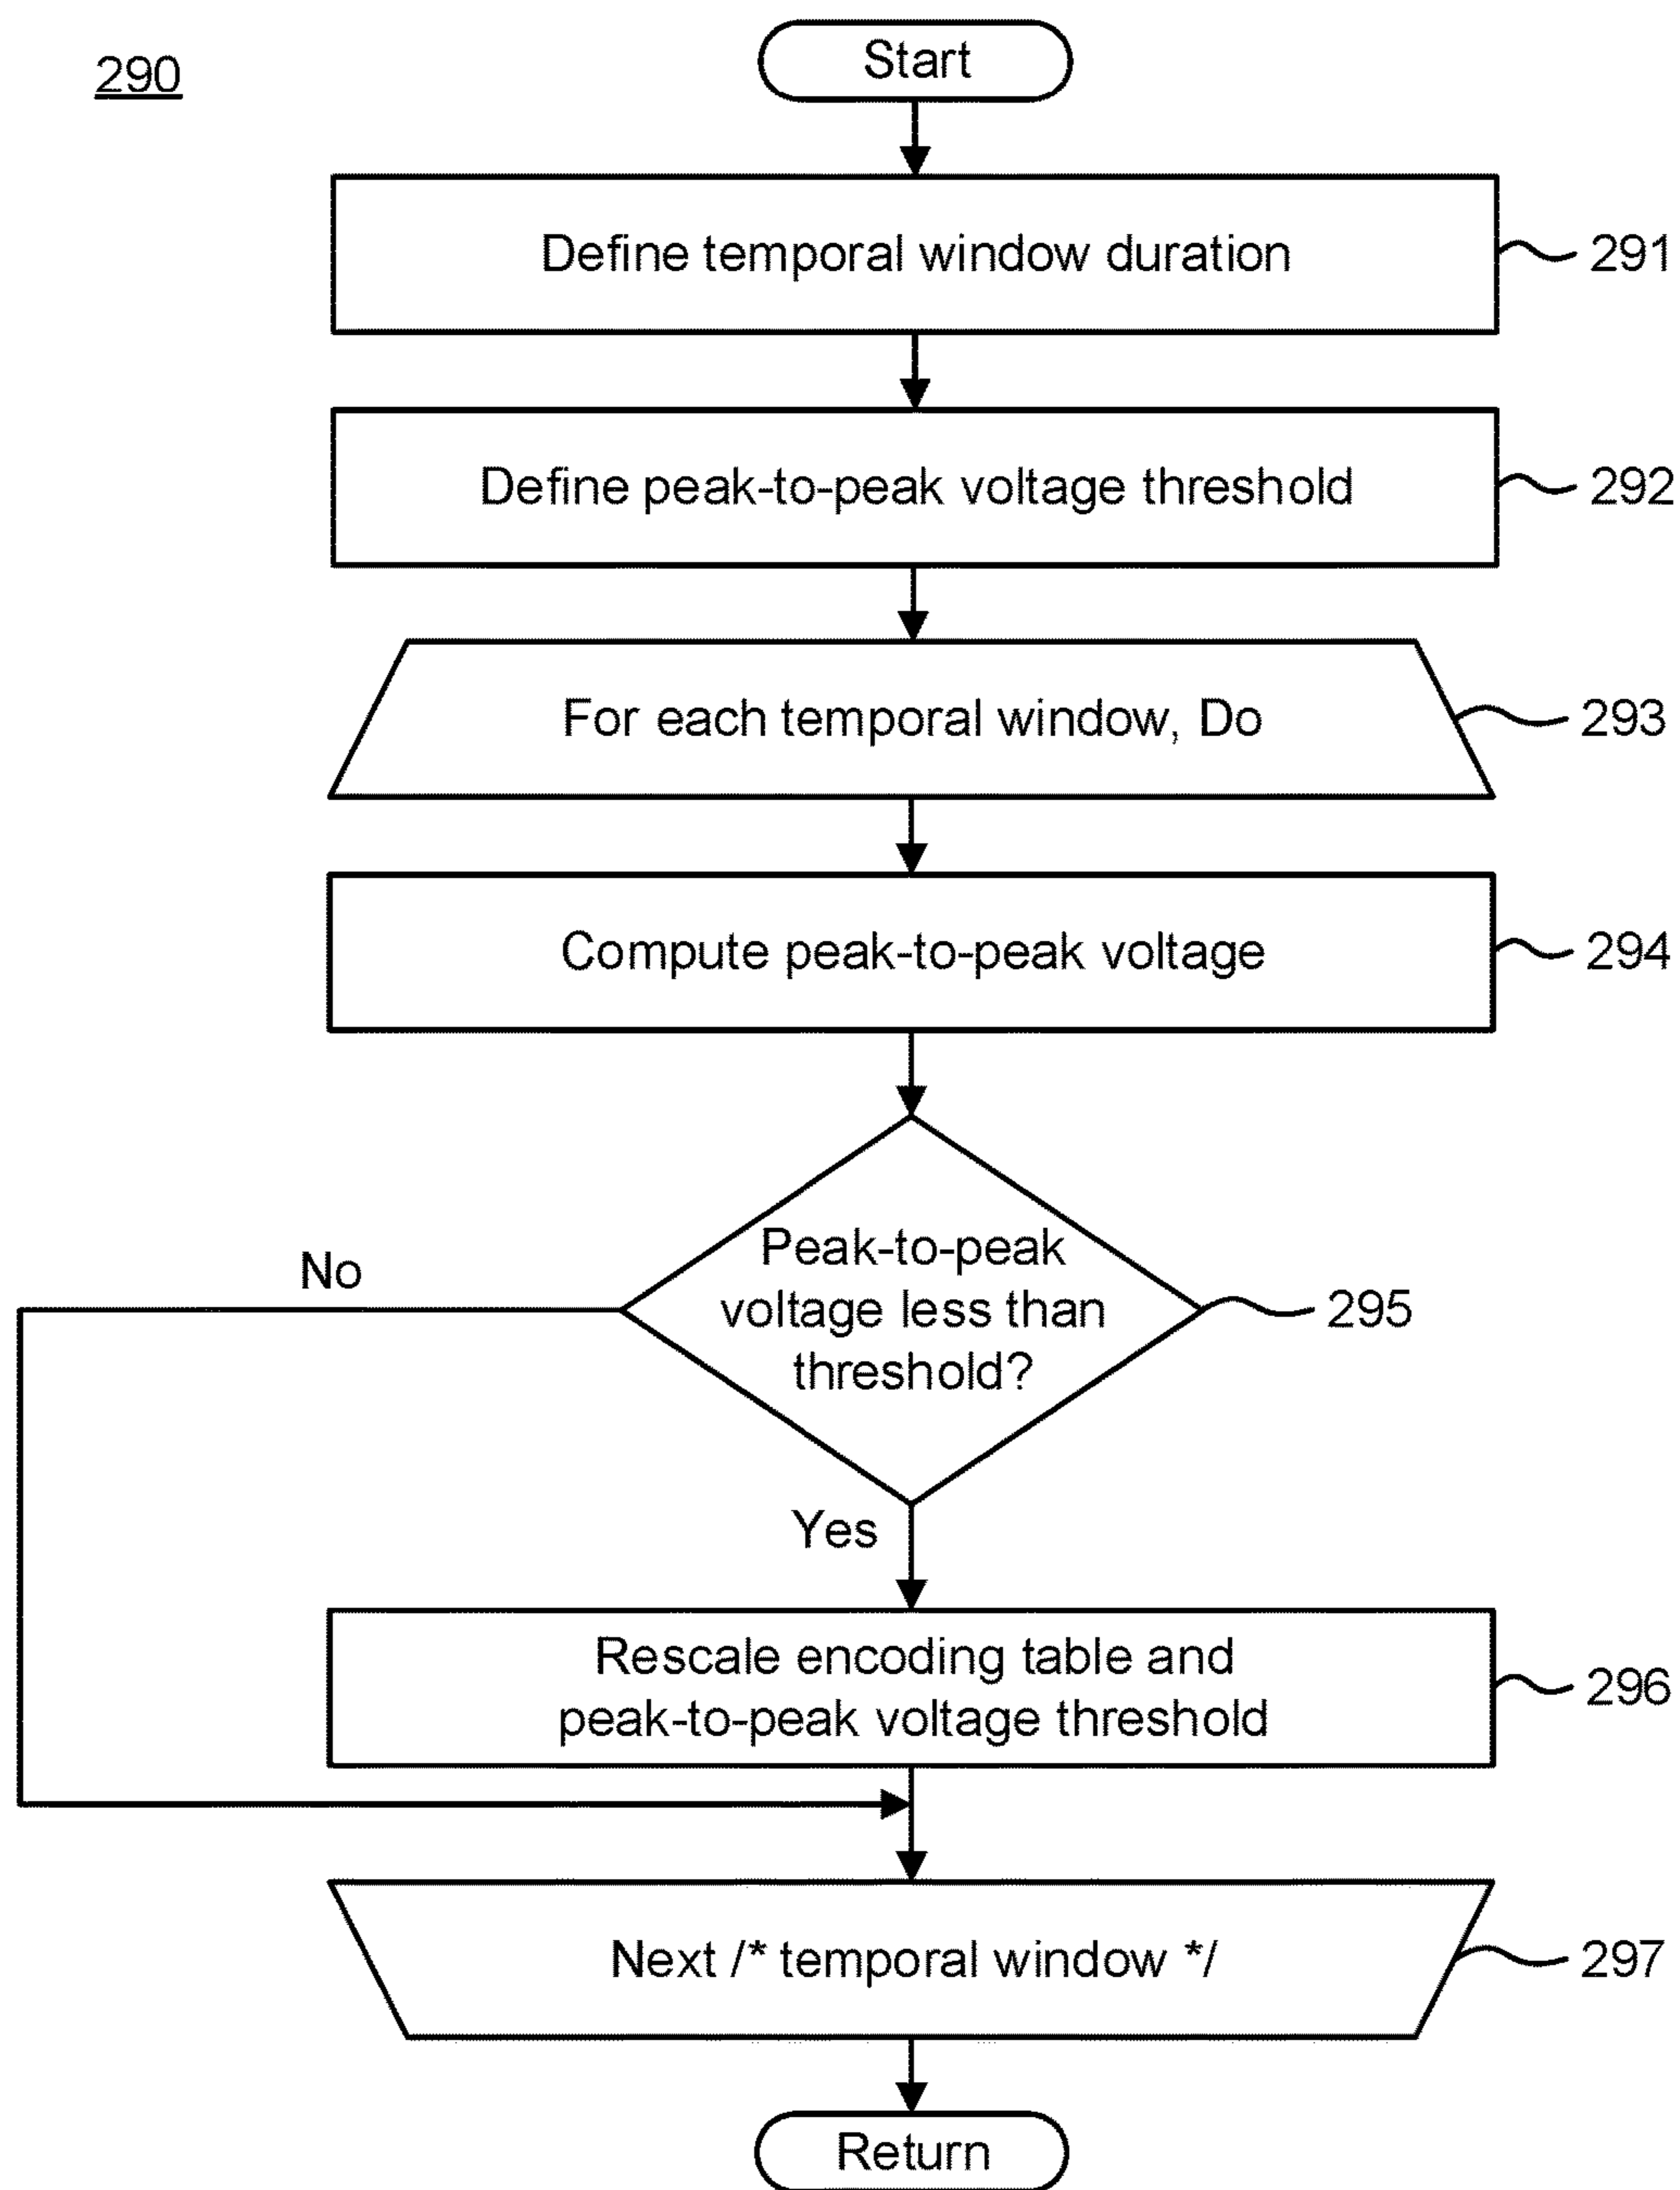 290
Start
Define temporal window duration
291
Define peak-to-peak voltage threshold
292
For each temporal window, Do
293
Compute peak-to-peak voltage
294
Peak-to-peak
voltage less than
threshold?
295
No
Yes
Rescale encoding table and
peak-to-peak voltage threshold
296
Next /* temporal window */
297
Return